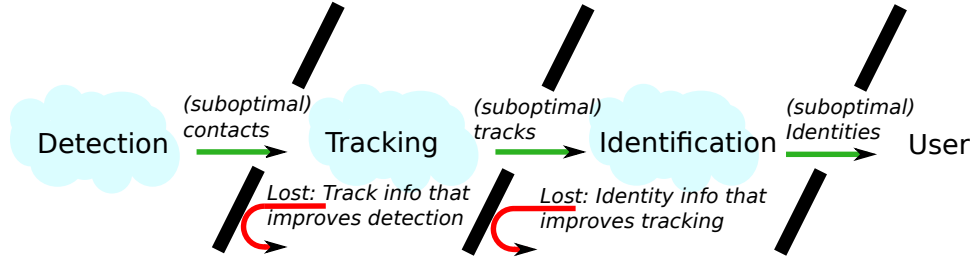 (suboptimal)
contacts
(suboptimal)
tracks
(suboptimal)
Identities
Detection
Tracking
Identification
User
Lost: Track info that
improves detection
Lost: Identity info that
improves tracking